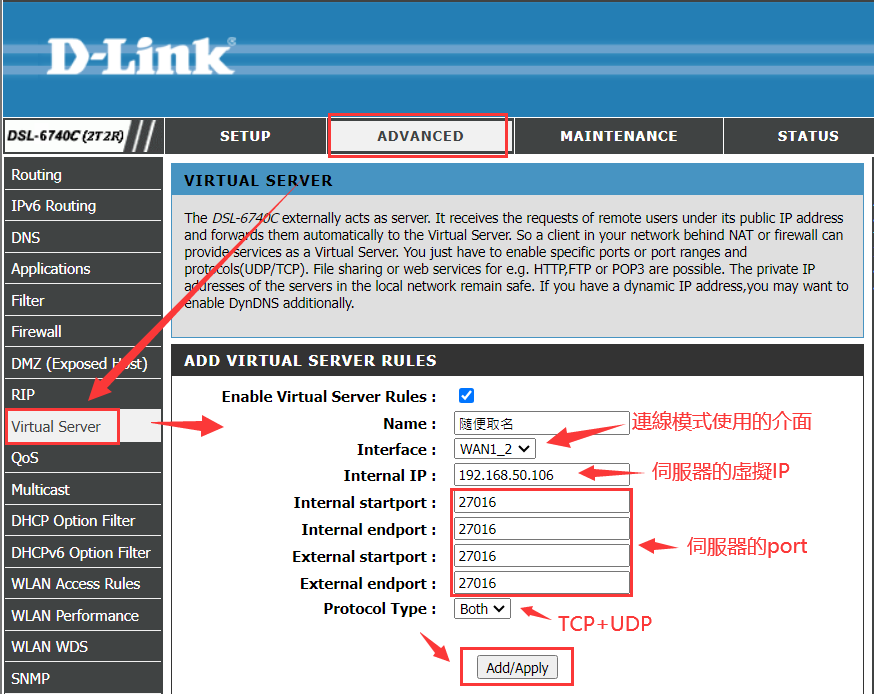 D-Link
DSL-6740C (2T2R)
SETUP
ADVANCED
MAINTENANCE
STATUS
Routing
IPv6 Routing
DNS
Applications
Filter
Firewall
DMZ (Exposed Host)
RIP
Virtual Server
QoS
Multicast
DHCP Option Filter
DHCPv6 Option Filter
WLAN Access Rules
WLAN Performance
WLAN WDS
SNMP
VIRTUAL SERVER
The DSL-6740C externally acts as server. It receives the requests of remote users under its public IP address
and forwards them automatically to the Virtual Server. So a client in your network behind NAT or firewall can
provide services as a Virtual Server. You just have to enable specific ports or port ranges and
protocols(UDP/TCP). File sharing or web services for e.g. HTTP,FTP or POP3 are possible. The private IP
addresses of the servers in the local network remain safe. If you have a dynamic IP address,you may want to
enable DynDNS additionally.
ADD VIRTUAL SERVER RULES
Enable Virtual Server Rules :
Name : 隨便取名
Interface : WAN1_2
連線模式使用的介面
Internal IP : 192.168.50.106
伺服器的虛擬IP
Internal startport : 27016
Internal endport : 27016
External startport : 27016
External endport : 27016
伺服器的port
Protocol Type : Both
TCP+UDP
Add/Apply